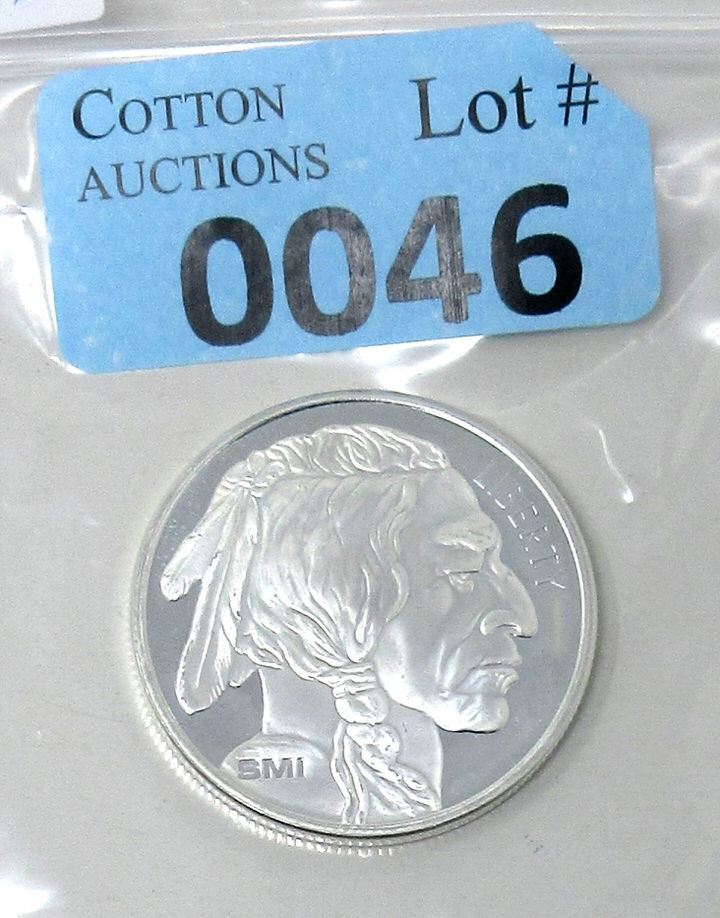 COTTON
AUCTIONS
Lot #
0046
LIBERTY
SMI